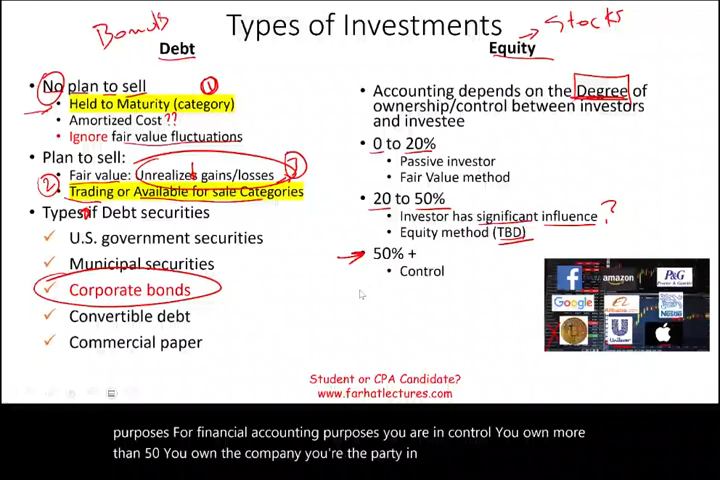 Types of Investments
Bonds
Stocks
Debt
Equity
No plan to sell
1
Held to Maturity (category)
Amortized Cost??
Ignore fair value fluctuations
Plan to sell:
Fair value: Unrealized gains/losses
2
Trading or Available for sale Categories
Types if Debt securities
U.S. government securities
Municipal securities
Corporate bonds
Convertible debt
Commercial paper
Accounting depends on the Degree of
ownership/control between investors
and investee
0 to 20%
Passive investor
Fair Value method
20 to 50%
Investor has significant influence ?
Equity method (TBD)
50% +
Control
amazon
P&G
Google
Alibaba.com
Nestlé
Unilever
Student or CPA Candidate?
www.farhatlectures.com
purposes For financial accounting purposes you are in control You own more
than 50 You own the company you're the party in